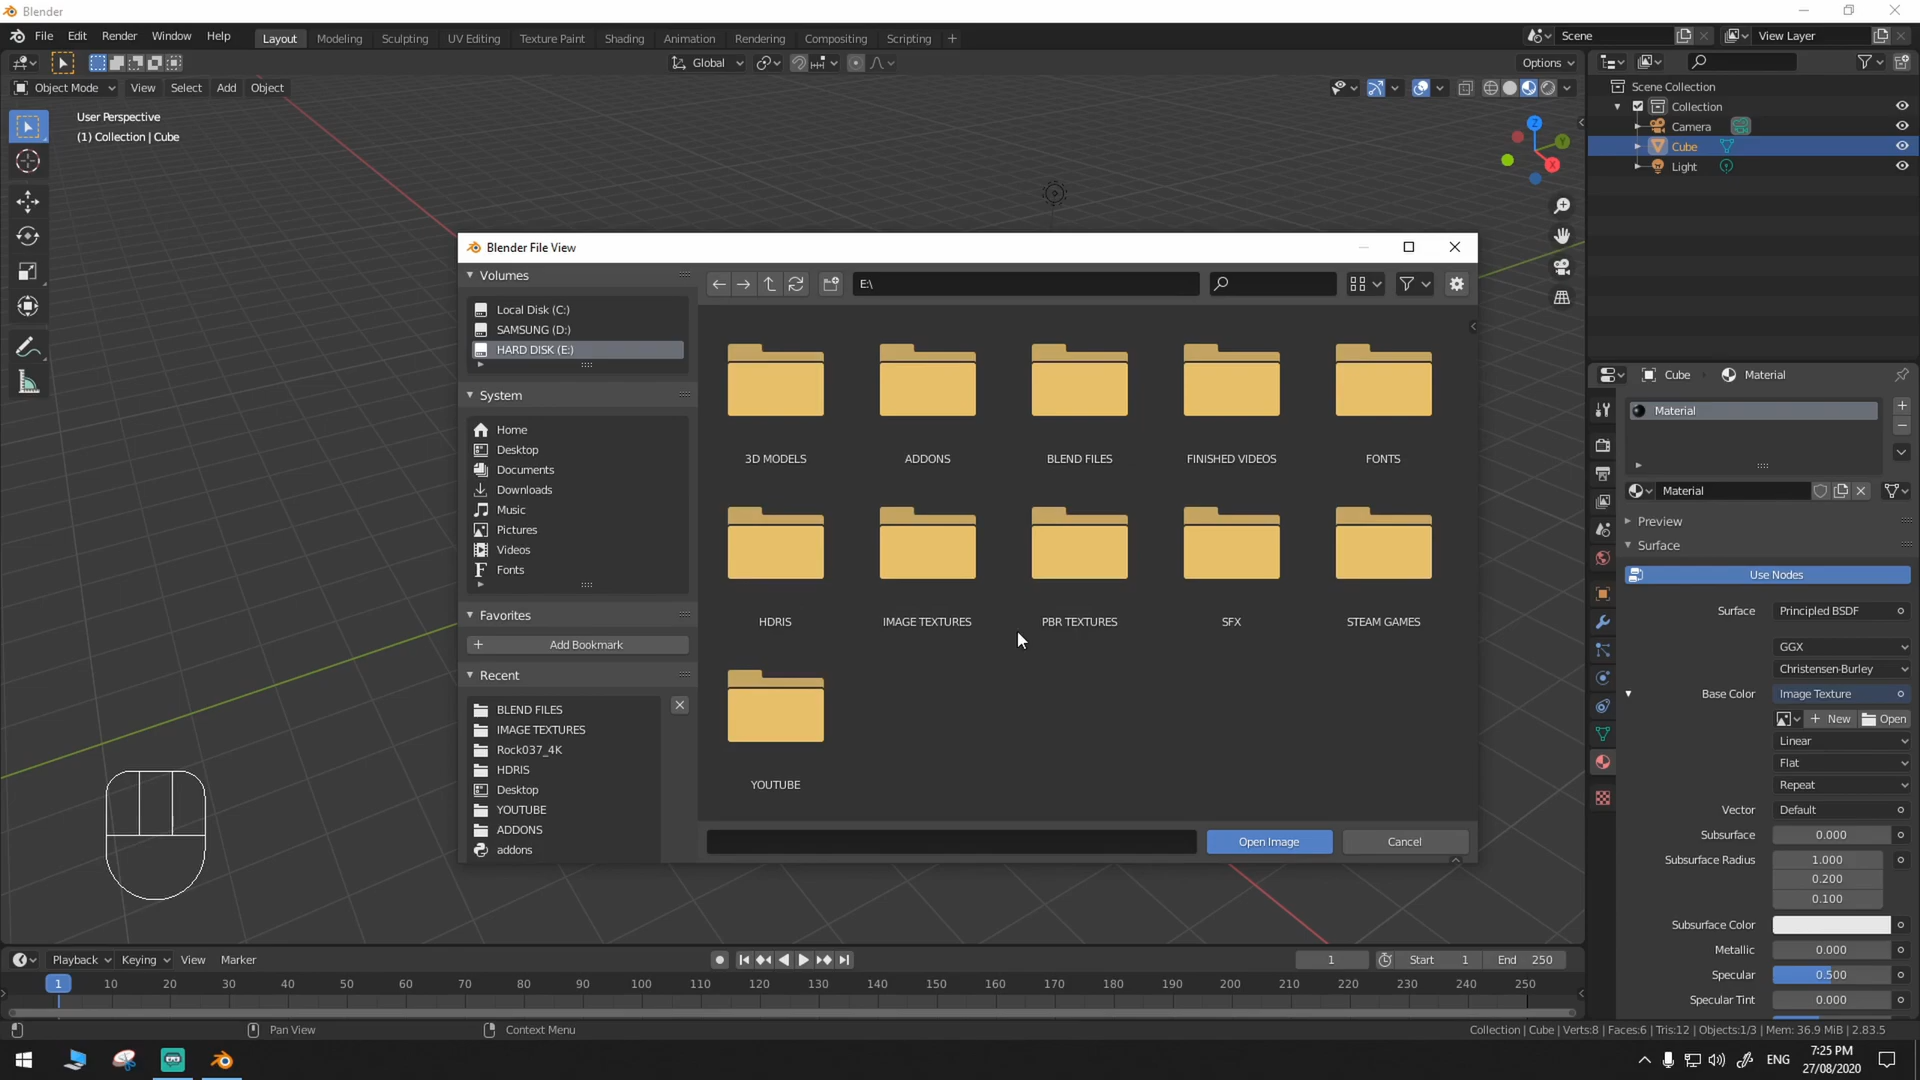 Blender
File Edit Render Window Help Layout Modeling Sculpting UV Editing Texture Paint Shading Animation Rendering Compositing Scripting + Scene View Layer
Global Options
Object Mode View Select Add Object
User Perspective
(1) Collection | Cube
Z
Y
X
Scene Collection
Collection
Camera
Cube
Light
Blender File View
Volumes
Local Disk (C:)
SAMSUNG (D:)
HARD DISK (E:)
System
Home
Desktop
Documents
Downloads
Music
Pictures
Videos
Fonts
Favorites
Add Bookmark
Recent
BLEND FILES
IMAGE TEXTURES
Rock037_4K
HDRIS
Desktop
YOUTUBE
ADDONS
addons
E:\
3D MODELS ADDONS BLEND FILES FINISHED VIDEOS FONTS
HDRIS IMAGE TEXTURES PBR TEXTURES SFX STEAM GAMES
YOUTUBE
Open Image Cancel
Cube Material
Material
Material
Preview
Surface
Use Nodes
Surface Principled BSDF
GGX
Christensen-Burley
Base Color Image Texture
+ New Open
Linear
Flat
Repeat
Vector Default
Subsurface 0.000
Subsurface Radius 1.000
0.200
0.100
Subsurface Color
Metallic 0.000
Specular 0.500
Specular Tint 0.000
Playback Keying View Marker 1 Start 1 End 250
1 10 20 30 40 50 60 70 80 90 100 110 120 130 140 150 160 170 180 190 200 210 220 230 240 250
Pan View Context Menu Collection | Cube | Verts:8 | Faces:6 | Tris:12 | Objects:1/3 | Mem: 36.9 MiB | 2.83.5
ENG 7:25 PM
27/08/2020